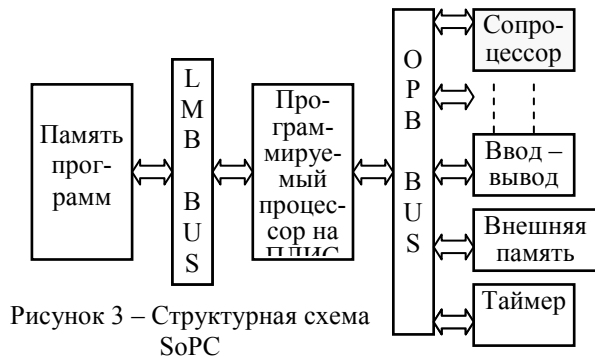 Память
прог-
рамм
L
M
B
B
U
S
Про-
грам-
мируе-
мый
процес-
сор на
ПЛИС
O
P
B
B
U
S
Сопро-
цессор
Ввод –
вывод
Внешняя
память
Таймер
Рисунок 3 – Структурная схема
SoPC